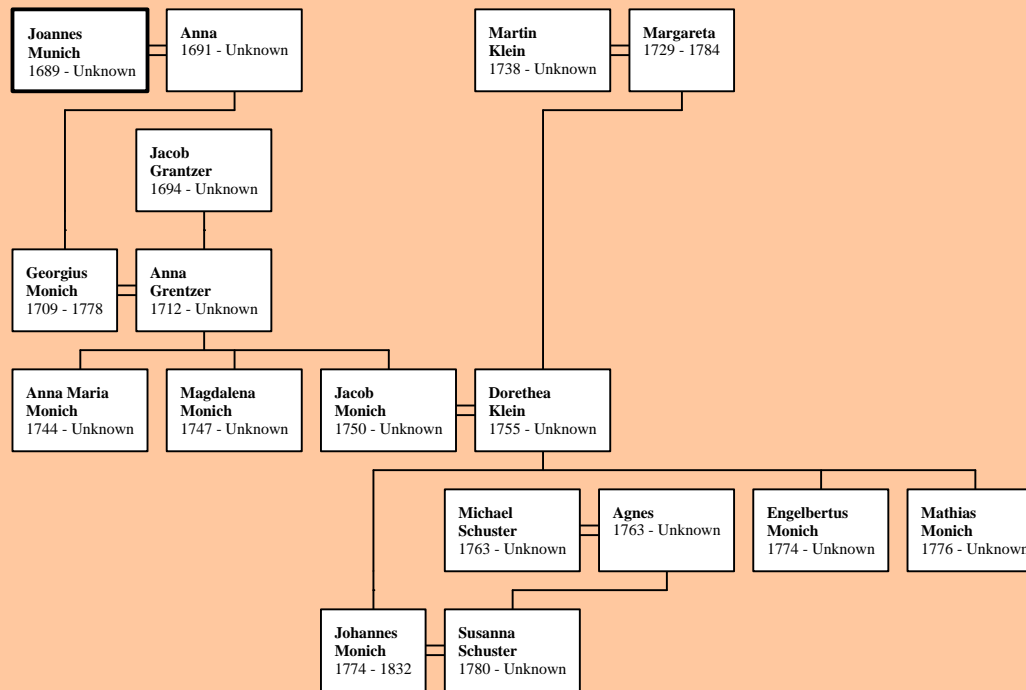 Joannes
Munich
1689 - Unknown
Anna
1691 - Unknown
Martin
Klein
1738 - Unknown
Margareta
1729 - 1784
Jacob
Grantzer
1694 - Unknown
Georgius
Monich
1709 - 1778
Anna
Grentzer
1712 - Unknown
Anna Maria
Monich
1744 - Unknown
Magdalena
Monich
1747 - Unknown
Jacob
Monich
1750 - Unknown
Dorethea
Klein
1755 - Unknown
Michael
Schuster
1763 - Unknown
Agnes
1763 - Unknown
Engelbertus
Monich
1774 - Unknown
Mathias
Monich
1776 - Unknown
Johannes
Monich
1774 - 1832
Susanna
Schuster
1780 - Unknown